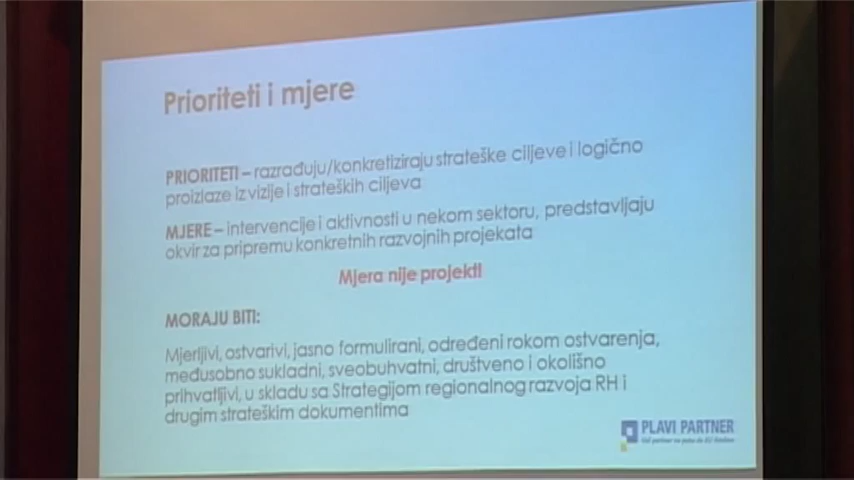 Prioriteti i mjere
PRIORITETI – razrađuju/konkretiziraju strateške ciljeve i logično
proizlaze iz vizije i strateških ciljeva
MJERE – intervencije i aktivnosti u nekom sektoru, predstavljaju
okvir za pripremu konkretnih razvojnih projekata
Mjera nije projekt!
MORAJU BITI:
Mjerljivi, ostvarivi, jasno formulirani, određeni rokom ostvarenja,
međusobno sukladni, sveobuhvatni, društveno i okolišno
prihvatljivi, u skladu sa Strategijom regionalnog razvoja RH i
drugim strateškim dokumentima
PLAVI PARTNER
Vaš partner na putu do EU fondova